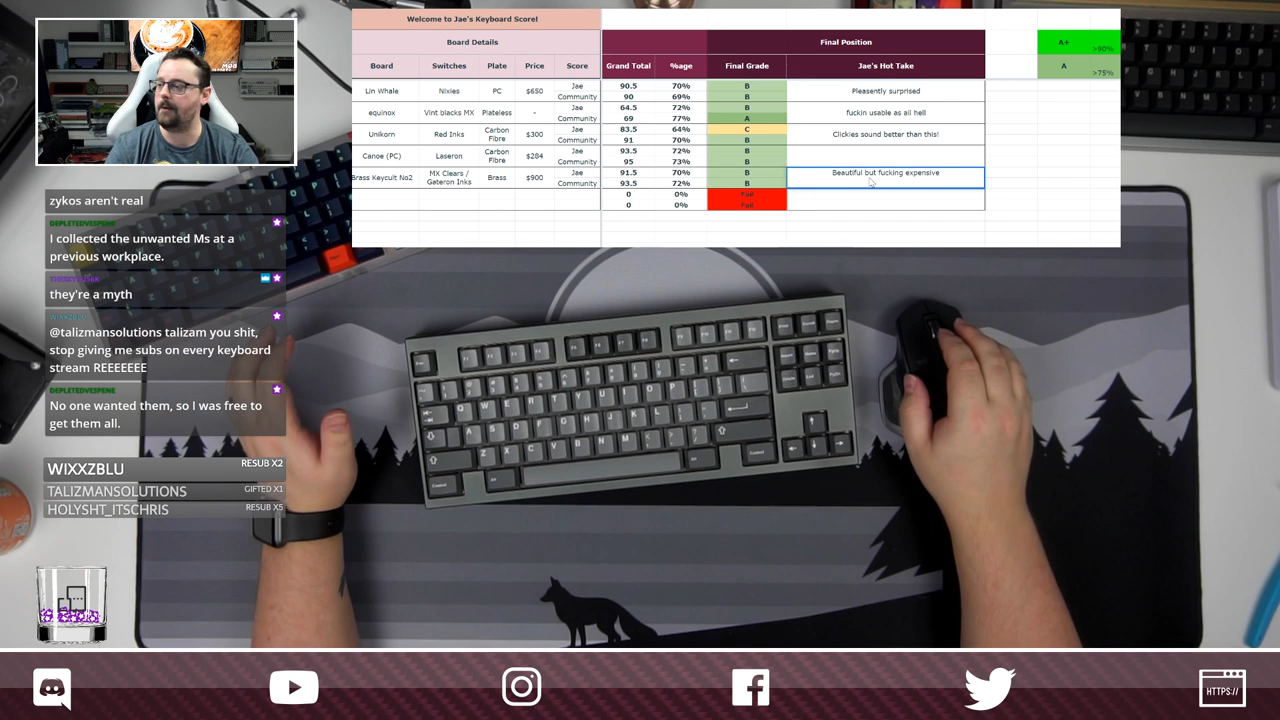 Welcome to Jae's Keyboard Score!
Board Details
Final Position
A+
>90%
Board Switches Plate Price Score Grand Total %age Final Grade Jae's Hot Take
A
>75%
Lin Whale Nixies PC $650 Jae 90.5 70% B Pleasently surprised
Community 90 69% B
equinox Vint blacks MX Plateless - Jae 64.5 72% B fuckin usable as all hell
Community 69 77% A
Unikorn Red Inks Carbon Fibre $300 Jae 83.5 64% C Clickies sound better than this!
Community 91 70% B
Canoe (PC) Laseron Carbon Fibre $284 Jae 93.5 72% B
Community 95 73% B
Brass Keycult No2 MX Clears / Gateron Inks Brass $900 Jae 91.5 70% B Beautiful but fucking expensive
Community 93.5 72% B
0 0% Fail
0 0% Fail
zykos aren't real
DEPLETEDVESPENE
I collected the unwanted Ms at a
previous workplace.
they're a myth
WIXXZBLU
@talizmansolutions talizam you shit,
stop giving me subs on every keyboard
stream REEEEEEE
DEPLETEDVESPENE
No one wanted them, so I was free to
get them all.
WIXXZBLU RESUB X2
TALIZMANSOLUTIONS GIFTED X1
HOLYSHT_ITSCHRIS RESUB X5
HTTPS://